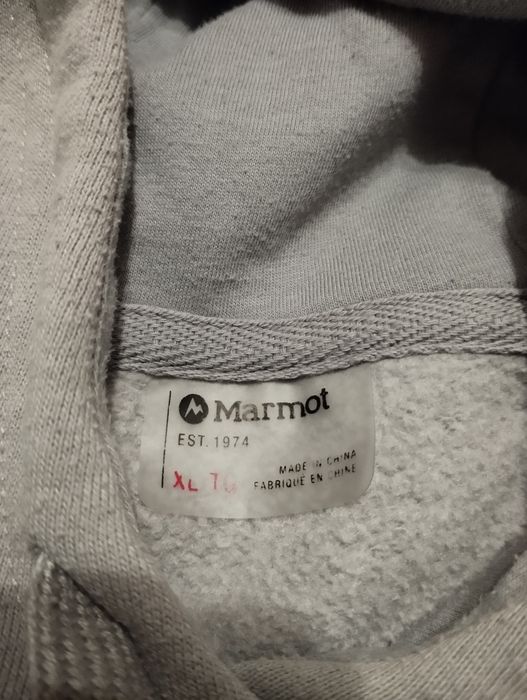 Marmot
EST. 1974
XL
MADE IN CHINA
FABRIQUÉ EN CHINE